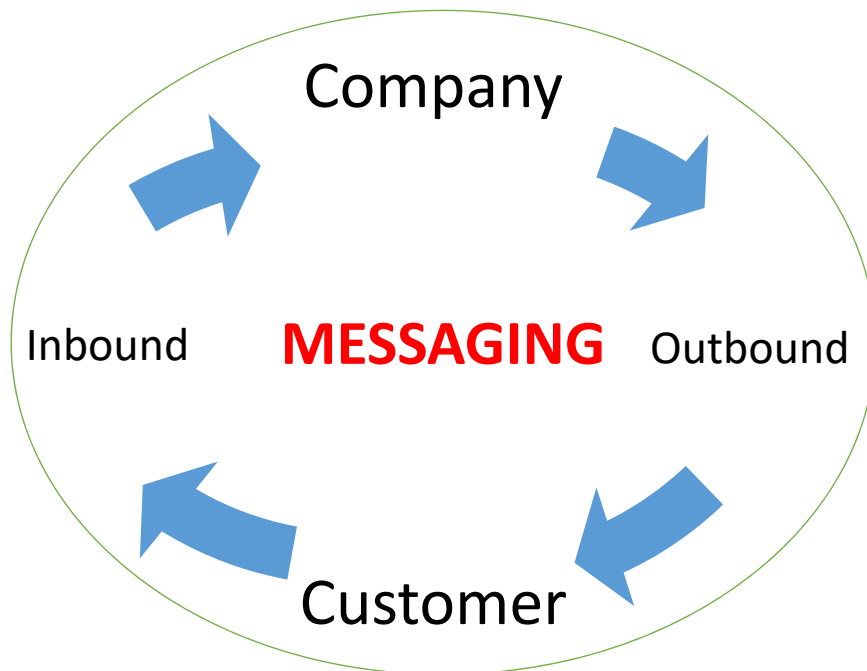 Company
Inbound
MESSAGING
Outbound
Customer